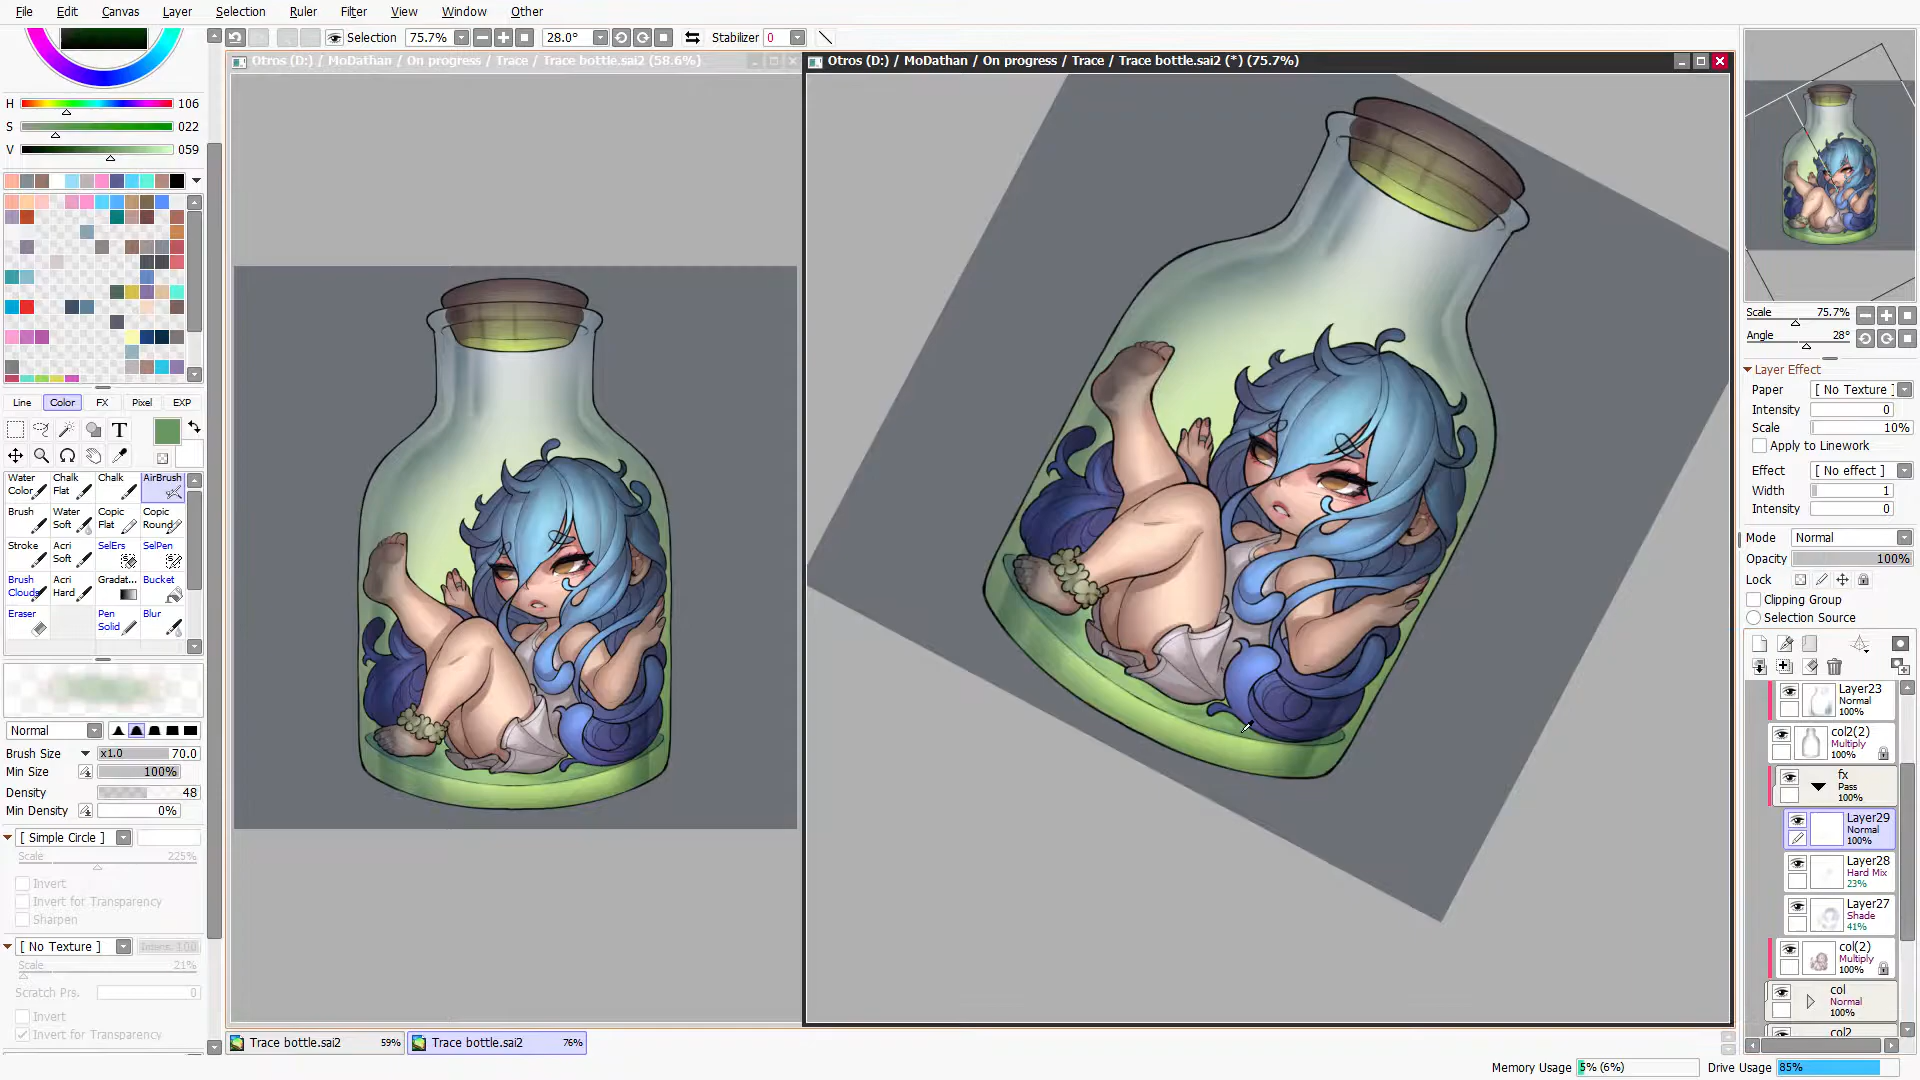 File Edit Canvas Layer Selection Ruler Filter View Window Other
Selection 75.7% 28.0° Stabilizer 0
Otros (D:) / MoDathan / On progress / Trace / Trace bottle.sai2 (58.6%)
Otros (D:) / MoDathan / On progress / Trace / Trace bottle.sai2 (*) (75.7%)
H 106
S 022
V 059
Line Color FX Pixel EXP
T
Water Color Chalk Flat Chalk AirBrush
Brush Water Soft Copic Flat Copic Round
Stroke Acri Soft SelErs SelPen
Brush Clouds Acri Hard Gradat... Bucket
Eraser Pen Solid Blur
Normal
Brush Size x1.0 70.0
Min Size 100%
Density 48
Min Density 0%
[ Simple Circle ]
Scale 225%
Invert
Invert for Transparency
Sharpen
[ No Texture ]
Scale 21%
Scratch Prs. 0
Invert
Invert for Transparency
Scale 75.7%
Angle 28°
Layer Effect
Paper [ No Texture ]
Intensity 0
Scale 10%
Apply to Linework
Effect [ No effect ]
Width 1
Intensity 0
Mode Normal
Opacity 100%
Lock
Clipping Group
Selection Source
Layer23
Normal
100%
col2(2)
Multiply
100%
fx
Pass
100%
Layer29
Normal
100%
Layer28
Hard Mix
23%
Layer27
Shade
41%
col(2)
Multiply
100%
col
Normal
100%
col2
Trace bottle.sai2 59%
Trace bottle.sai2 76%
Memory Usage 5% (6%) Drive Usage 85%